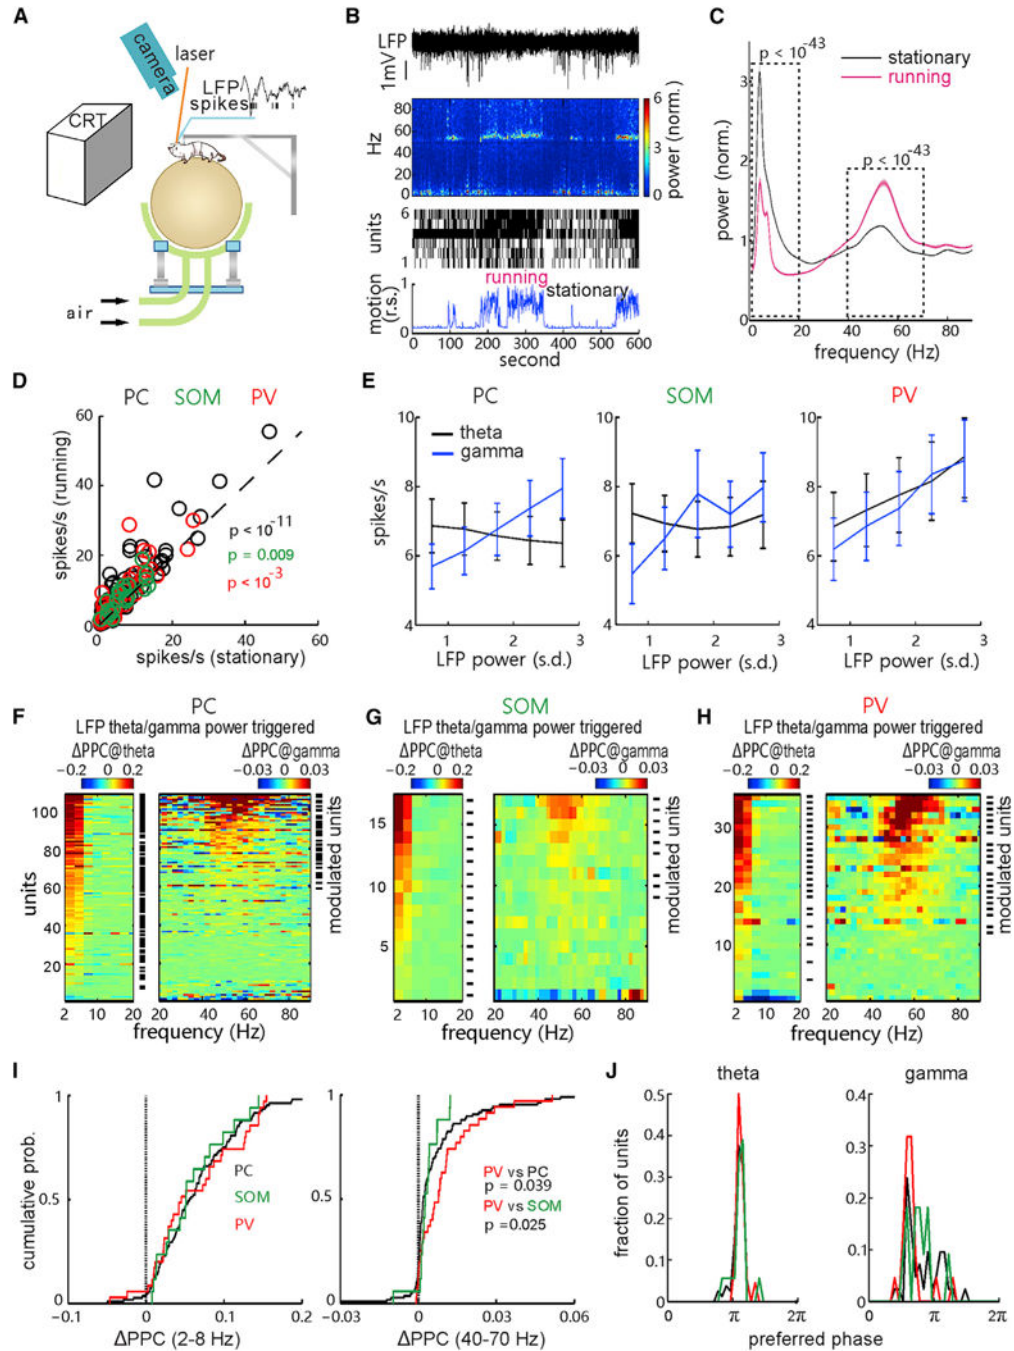 A
camera
laser
LFP
spikes
CRT
air
B
LFP
1mV
Hz
80
60
40
20
0
6
3
0
power (norm.)
units
6
1
running
stationary
motion
(r.s.)
1
0
0 100 200 300 400 500 600
second
C
p < 10^-43
stationary
running
p < 10^-43
power (norm.)
3
2
1
0
0 20 40 60 80
frequency (Hz)
D
PC SOM PV
spikes/s (running)
60
40
20
0
p < 10^-11
p = 0.009
p < 10^-3
0 20 40 60
spikes/s (stationary)
E
PC
SOM
PV
theta
gamma
spikes/s
10
8
6
4
1 2 3
LFP power (s.d.)
10
8
6
4
1 2 3
LFP power (s.d.)
10
8
6
4
1 2 3
LFP power (s.d.)
F
PC
LFP theta/gamma power triggered
ΔPPC@theta
−0.2 0 0.2
ΔPPC@gamma
−0.03 0 0.03
units
100
80
60
40
20
modulated units
2 10 20
20 40 60 80
frequency (Hz)
G
SOM
LFP theta/gamma power triggered
ΔPPC@theta
−0.2 0 0.2
ΔPPC@gamma
−0.03 0 0.03
15
10
5
modulated units
2 10 20
20 40 60 80
frequency (Hz)
H
PV
LFP theta/gamma power triggered
ΔPPC@theta
−0.2 0 0.2
ΔPPC@gamma
−0.03 0 0.03
30
20
10
modulated units
2 10 20
20 40 60 80
frequency (Hz)
I
cumulative prob.
1
0.5
0
PC
SOM
PV
−0.1 0 0.1 0.2
ΔPPC (2-8 Hz)
1
0.5
0
PV vs PC
p = 0.039
PV vs SOM
p =0.025
−0.03 0 0.03 0.06
ΔPPC (40-70 Hz)
J
theta
gamma
fraction of units
0.5
0.4
0.3
0.2
0.1
0
0 π 2π
0.4
0.3
0.2
0.1
0
0 π 2π
preferred phase